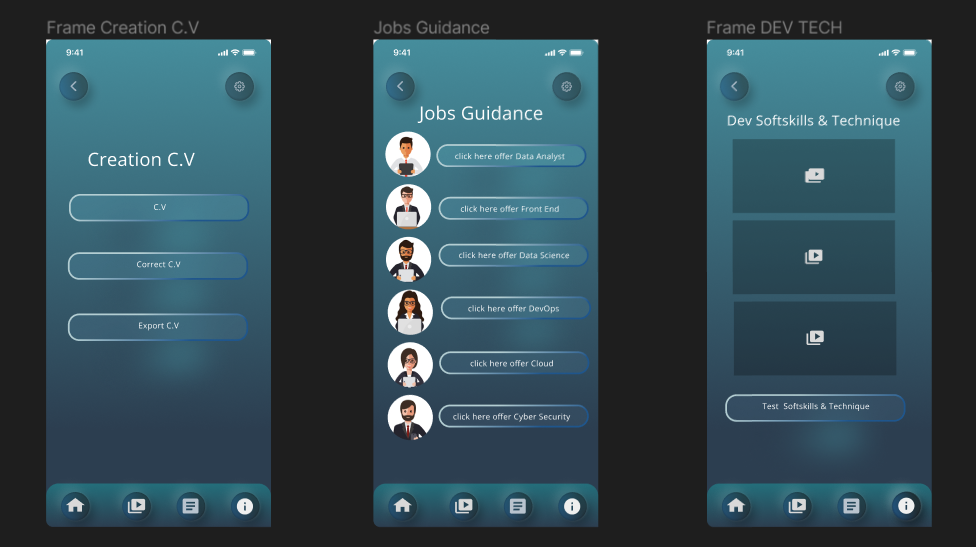 Frame Creation C.V
9:41
Creation C.V
C.V
Correct C.V
Export C.V
Jobs Guidance
9:41
Jobs Guidance
click here offer Data Analyst
click here offer Front End
click here offer Data Science
click here offer DevOps
click here offer Cloud
click here offer Cyber Security
Frame DEV TECH
9:41
Dev Softskills & Technique
Test Softskills & Technique